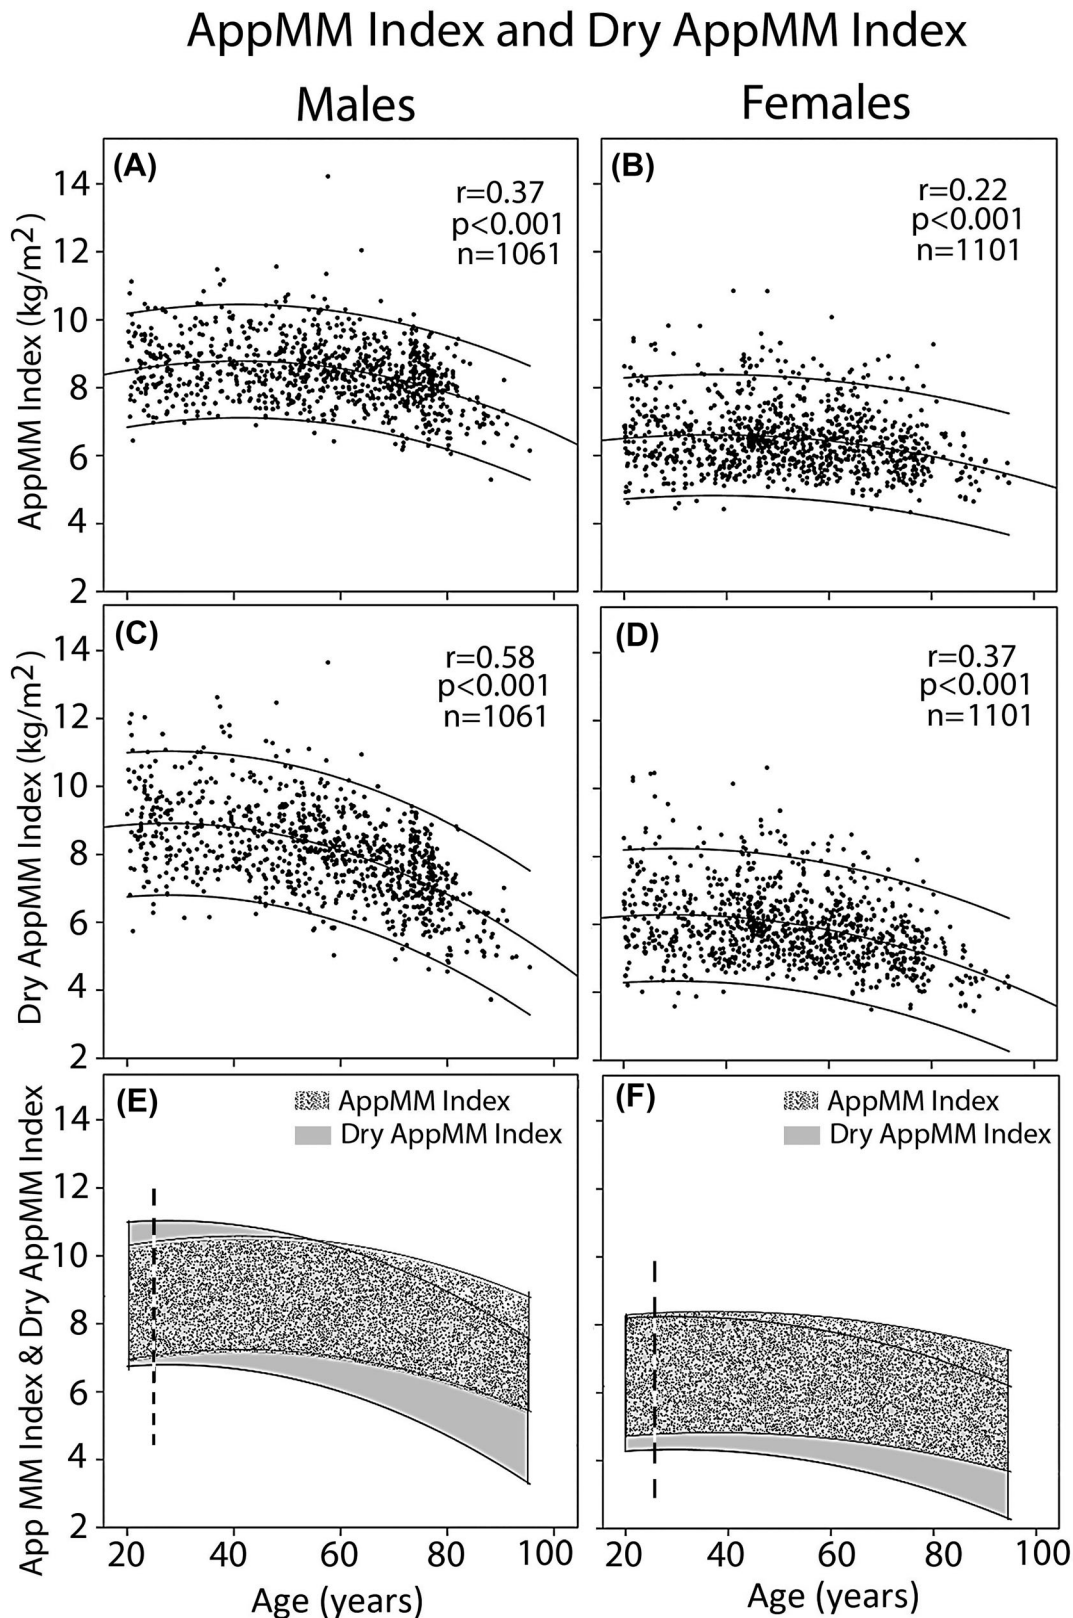 AppMM Index and Dry AppMM Index
Males
Females
(A)
r=0.37
p<0.001
n=1061
14
12
10
8
6
4
2
AppMM Index (kg/m²)
(B)
r=0.22
p<0.001
n=1101
(C)
r=0.58
p<0.001
n=1061
14
12
10
8
6
4
2
Dry AppMM Index (kg/m²)
(D)
r=0.37
p<0.001
n=1101
(E)
AppMM Index
Dry AppMM Index
14
12
10
8
6
4
2
App MM Index & Dry AppMM Index
20 40 60 80 100
Age (years)
(F)
AppMM Index
Dry AppMM Index
20 40 60 80 100
Age (years)